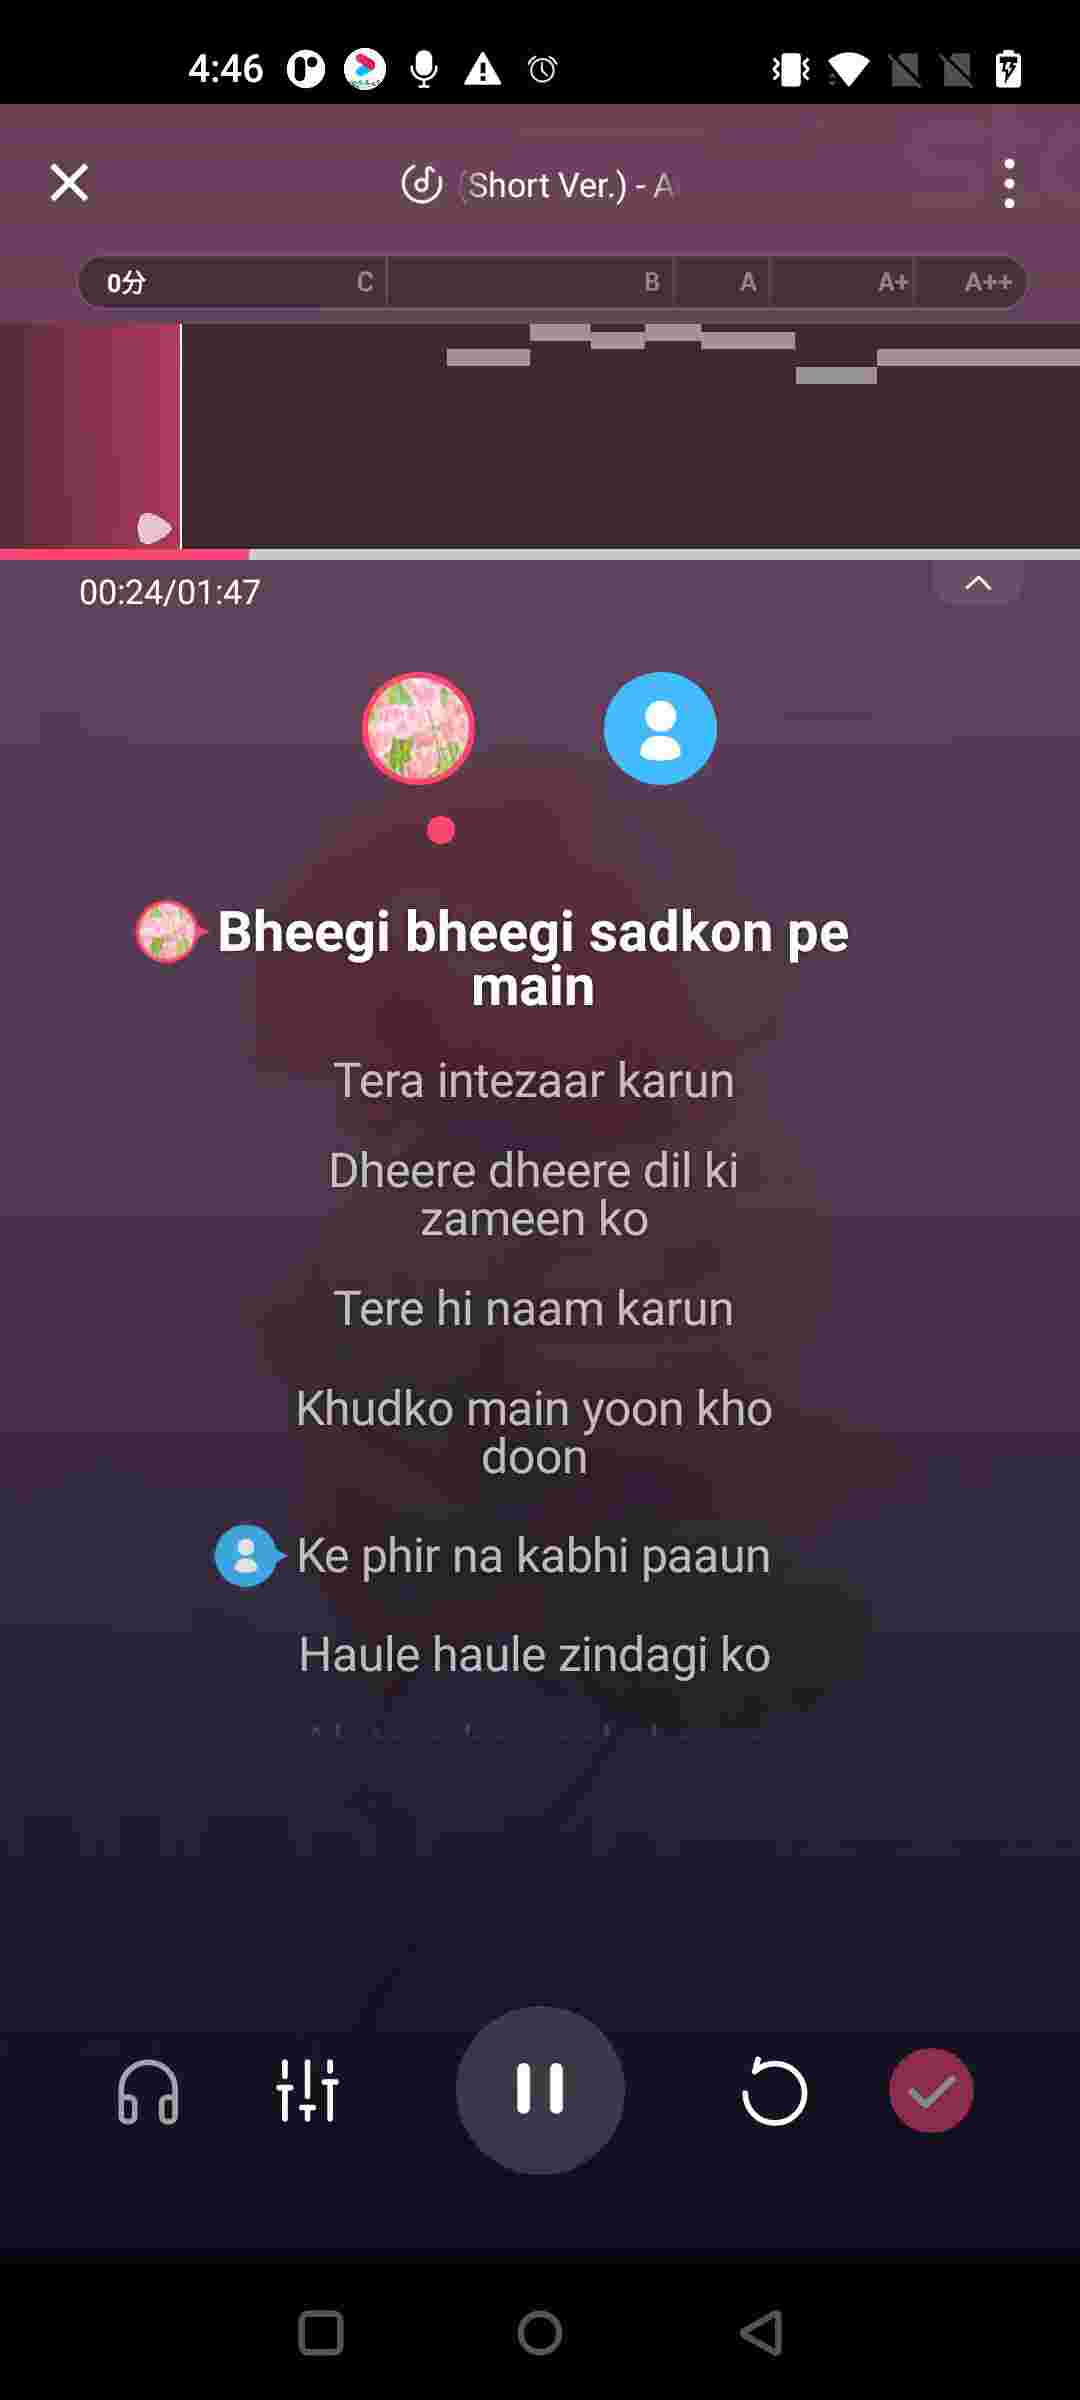 4:46
(Short Ver.) - A
0分 C B A A+ A++
00:24/01:47
Bheegi bheegi sadkon pe
main
Tera intezaar karun
Dheere dheere dil ki
zameen ko
Tere hi naam karun
Khudko main yoon kho
doon
Ke phir na kabhi paaun
Haule haule zindagi ko